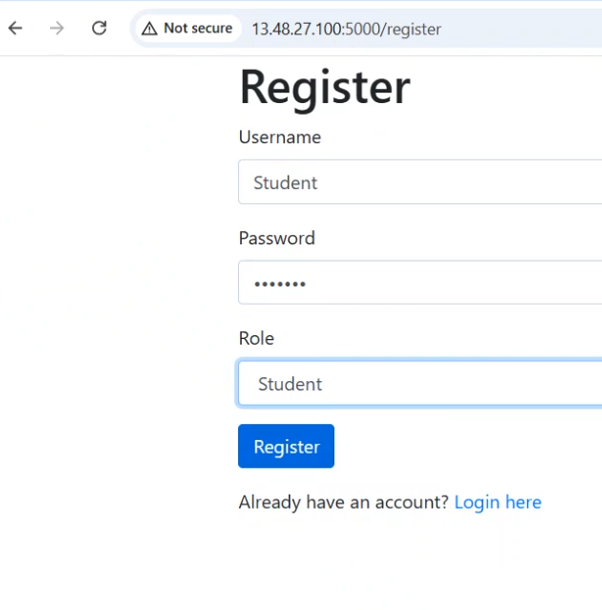 Not secure 13.48.27.100:5000/register
Register
Username
Student
Password
•••••••
Role
Student
Register
Already have an account? Login here